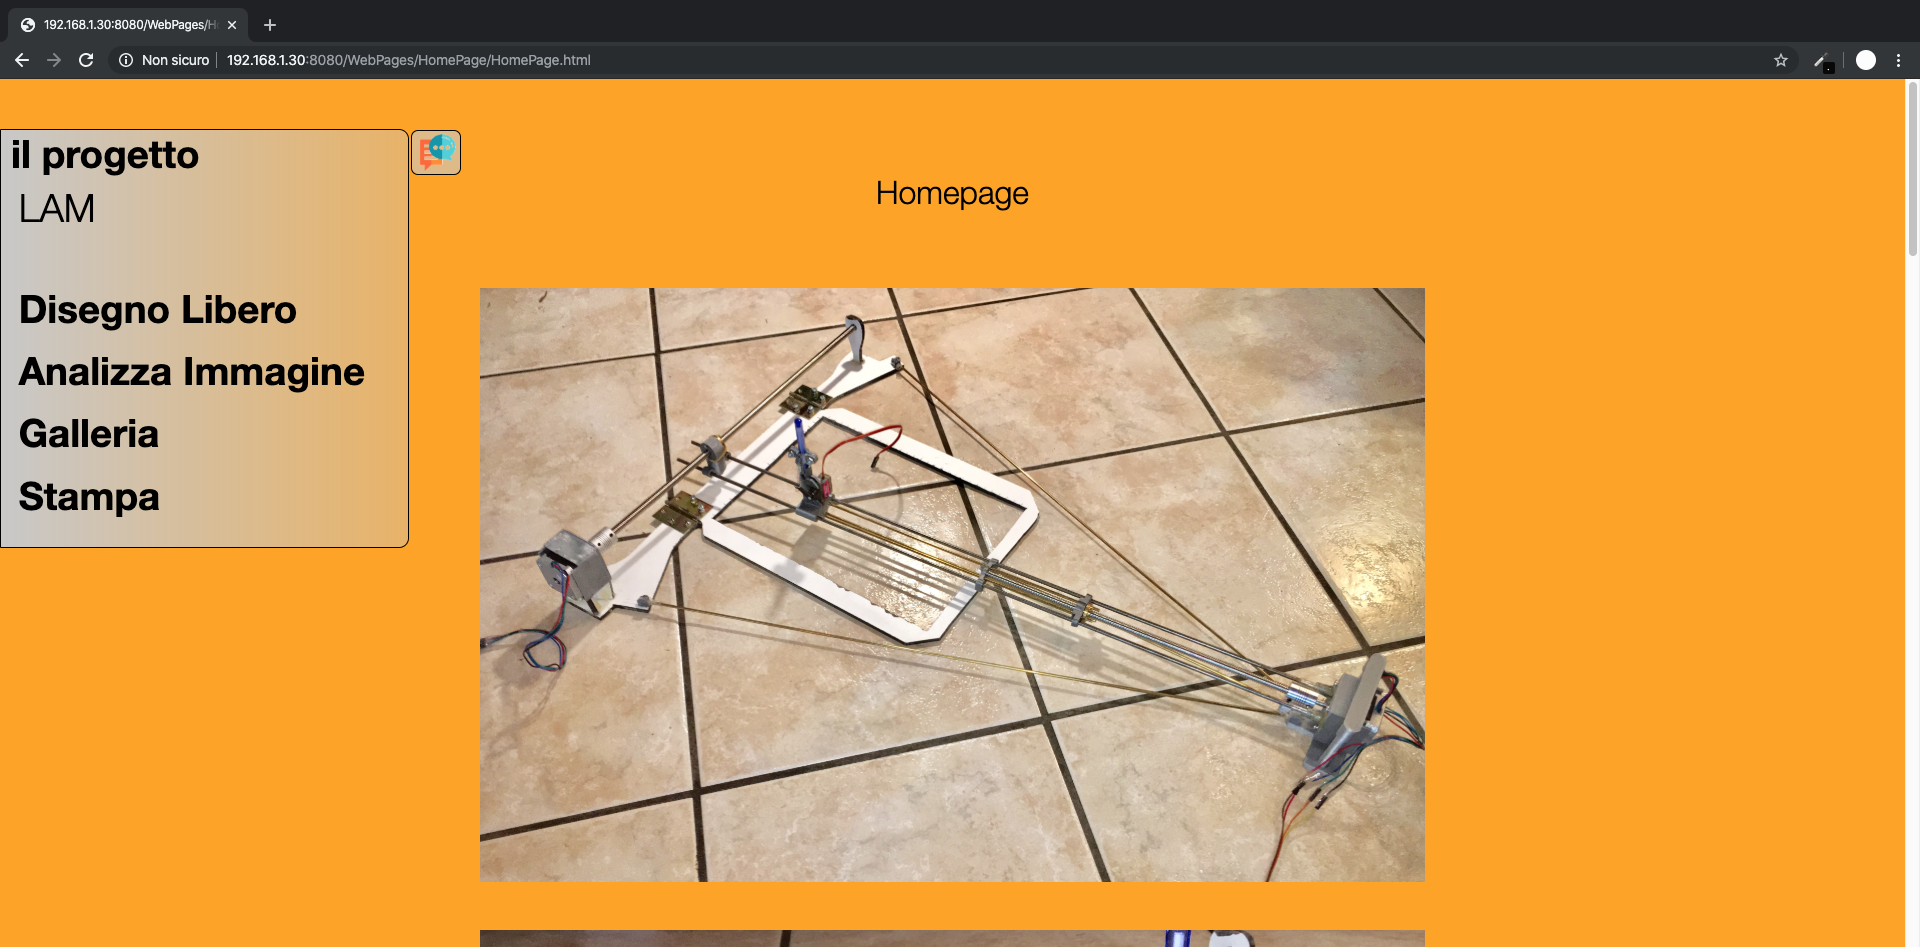 192.168.1.30:8080/WebPages/H
Non sicuro
192.168.1.30:8080/WebPages/HomePage/HomePage.html
il progetto
LAM
Disegno Libero
Analizza Immagine
Galleria
Stampa
Homepage